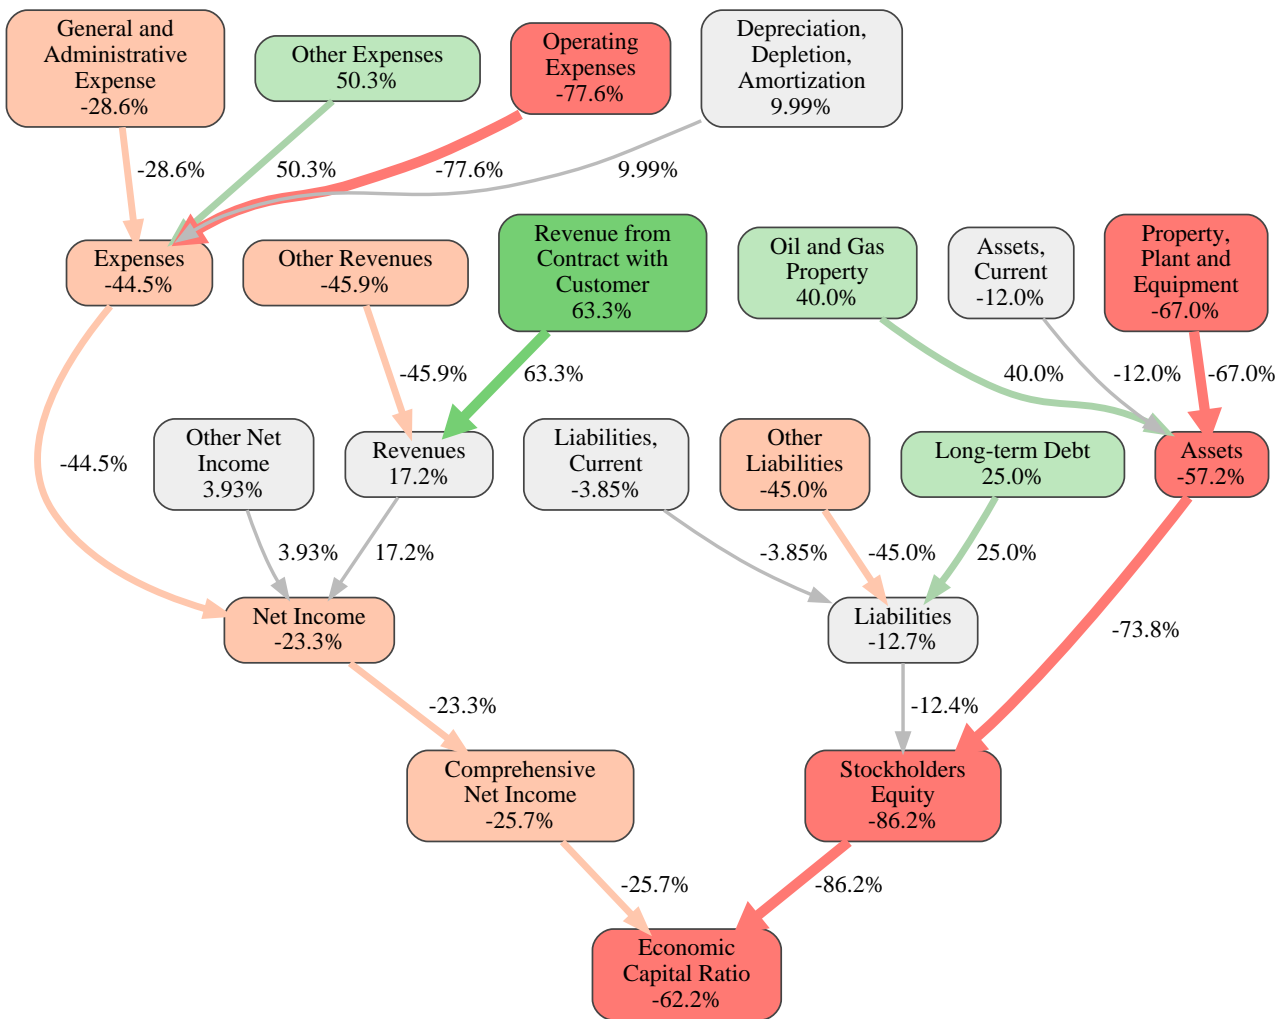 General and
Administrative
Expense
-28.6%
Other Expenses
50.3%
Operating
Expenses
-77.6%
Depreciation,
Depletion,
Amortization
9.99%
-28.6%
50.3%
-77.6%
9.99%
Expenses
-44.5%
Other Revenues
-45.9%
Revenue from
Contract with
Customer
63.3%
Oil and Gas
Property
40.0%
Assets,
Current
-12.0%
Property,
Plant and
Equipment
-67.0%
-45.9%
63.3%
40.0%
-12.0%
-67.0%
-44.5%
Other Net
Income
3.93%
Revenues
17.2%
Liabilities,
Current
-3.85%
Other
Liabilities
-45.0%
Long-term Debt
25.0%
Assets
-57.2%
3.93%
17.2%
-3.85%
-45.0%
25.0%
-73.8%
Net Income
-23.3%
Liabilities
-12.7%
-23.3%
-12.4%
Comprehensive
Net Income
-25.7%
Stockholders
Equity
-86.2%
-25.7%
-86.2%
Economic
Capital Ratio
-62.2%